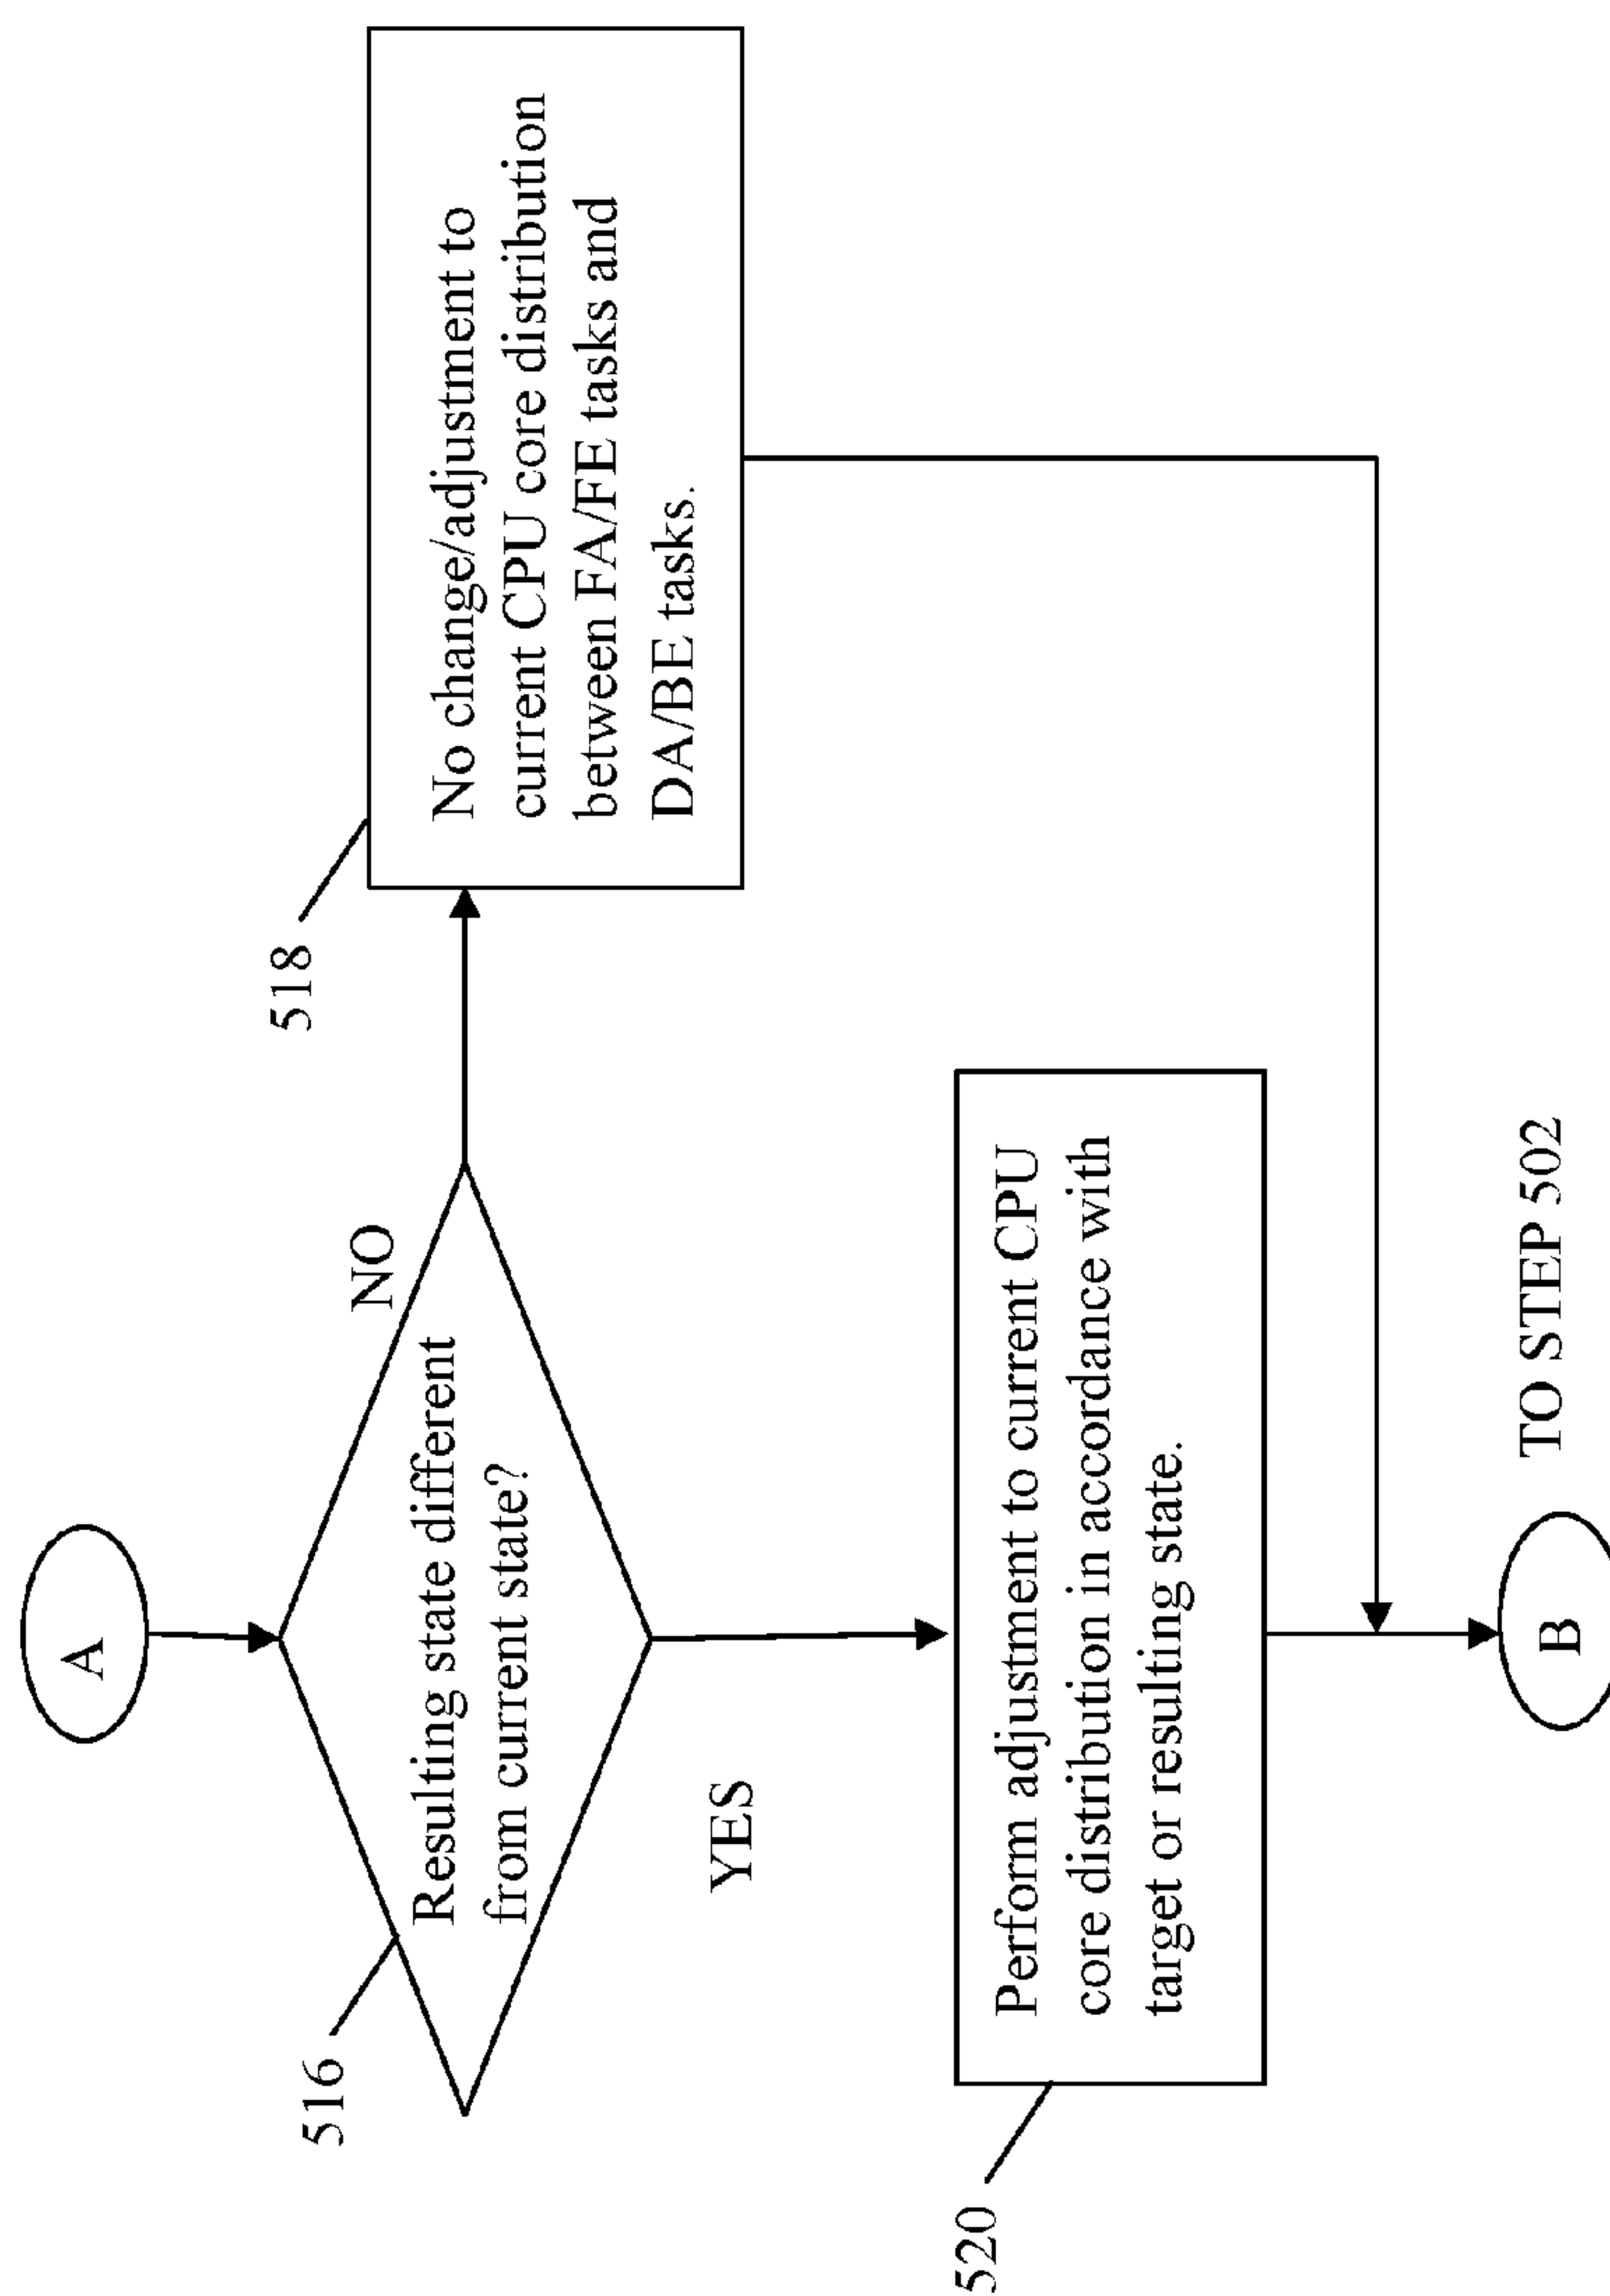 A
516
Resulting state different
from current state?
NO
518
No change/adjustment to
current CPU core distribution
between FA/FE tasks and
DA/BE tasks.
YES
520
Perform adjustment to current CPU
core distribution in accordance with
target or resulting state.
B
TO STEP 502